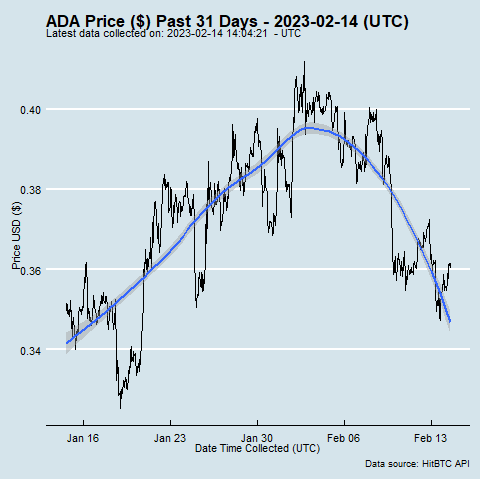 ADA Price ($) Past 31 Days - 2023-02-14 (UTC)
Latest data collected on: 2023-02-14 14:04:21 - UTC
Price USD ($)
0.40
0.38
0.36
0.34
Jan 16 Jan 23 Jan 30 Feb 06 Feb 13
Date Time Collected (UTC)
Data source: HitBTC API